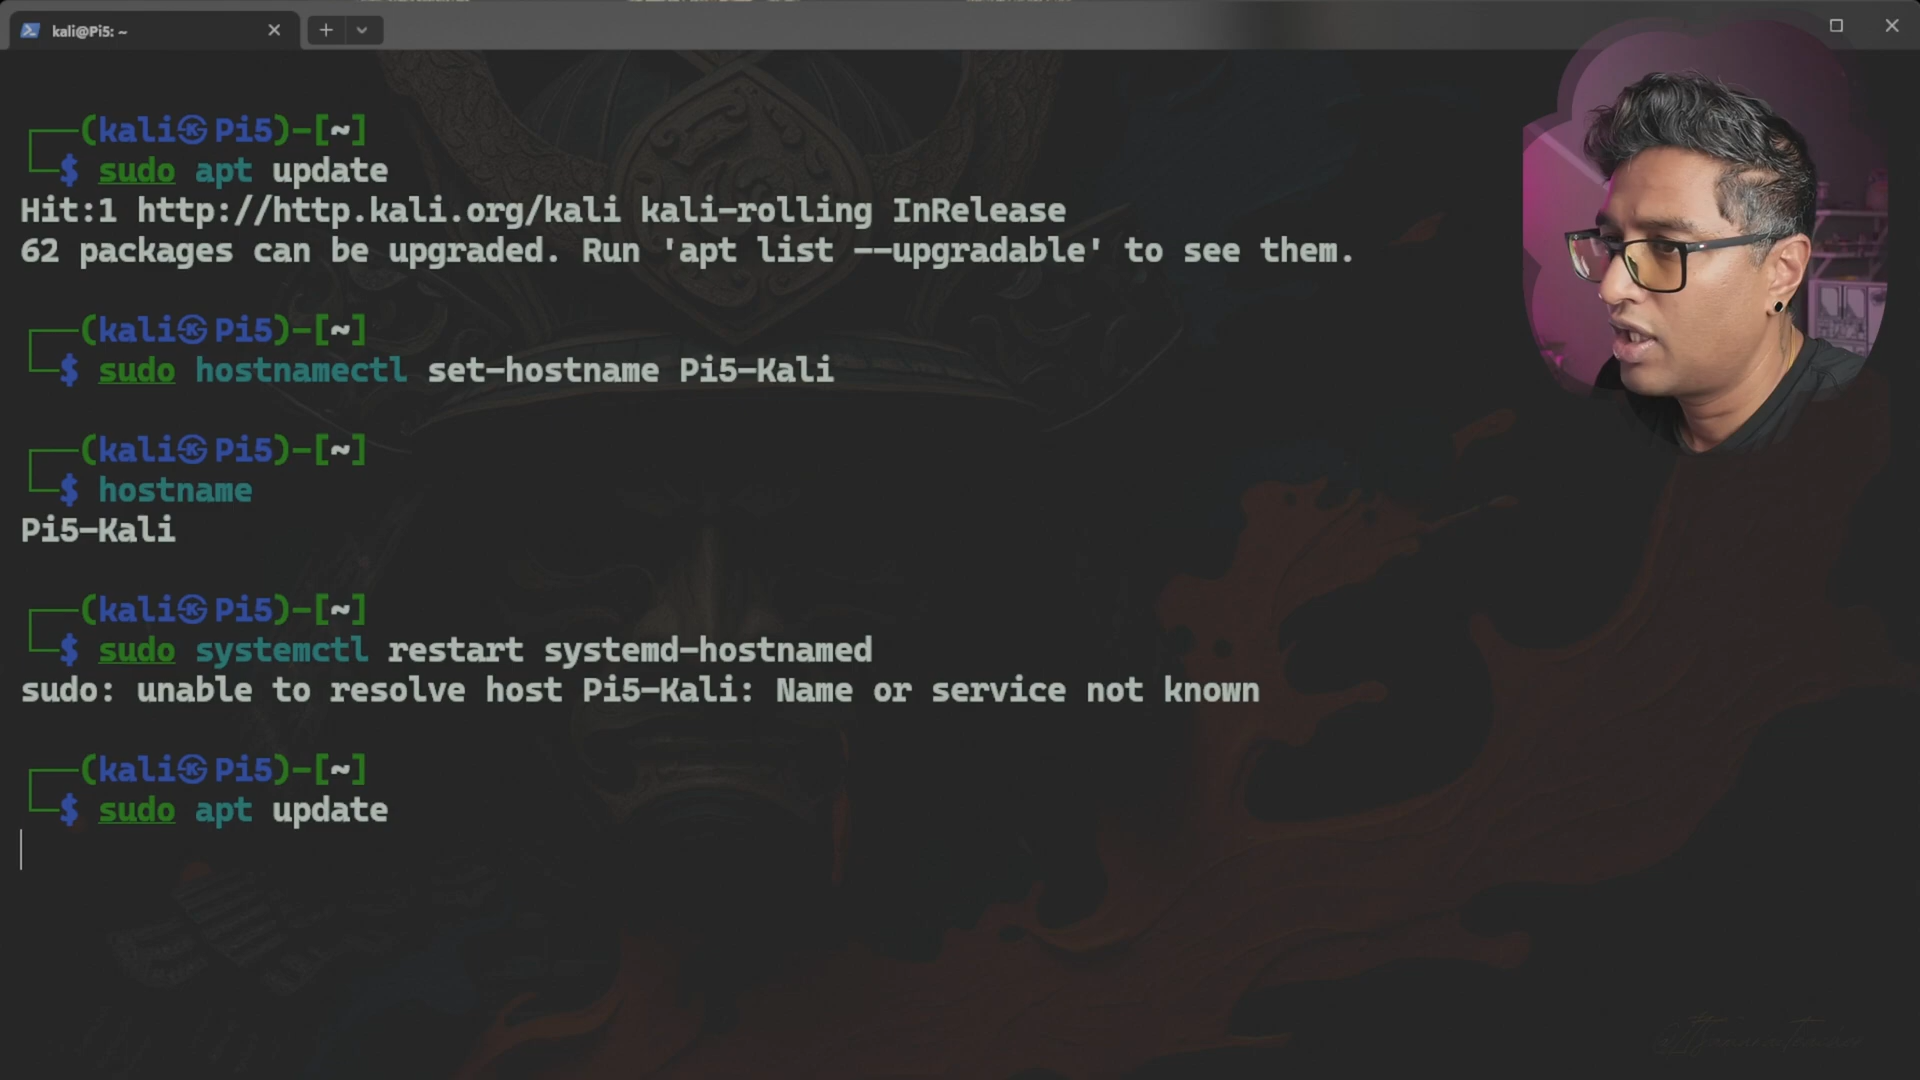 kali@Pi5: ~
(kali㉿Pi5)-[~]
$ sudo apt update
Hit:1 http://http.kali.org/kali kali-rolling InRelease
62 packages can be upgraded. Run 'apt list --upgradable' to see them.
(kali㉿Pi5)-[~]
$ sudo hostnamectl set-hostname Pi5-Kali
(kali㉿Pi5)-[~]
$ hostname
Pi5-Kali
(kali㉿Pi5)-[~]
$ sudo systemctl restart systemd-hostnamed
sudo: unable to resolve host Pi5-Kali: Name or service not known
(kali㉿Pi5)-[~]
$ sudo apt update